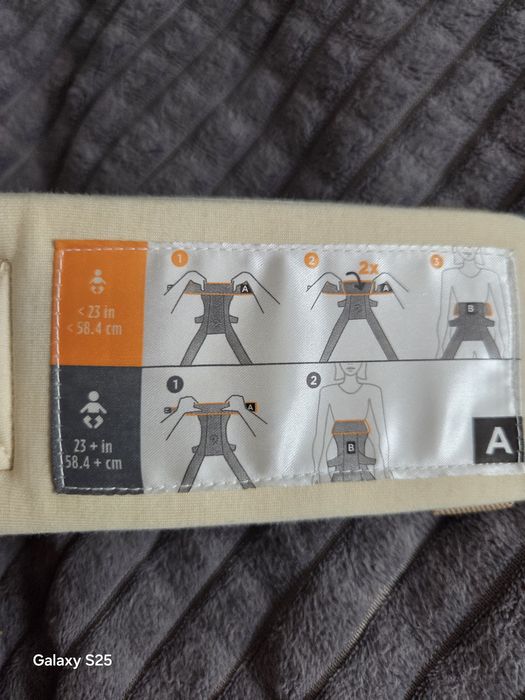 1
2
2x
3
A
B
< 23 in
< 58.4 cm
1
2
A
B
23 + in
58.4 + cm
A
Galaxy S25